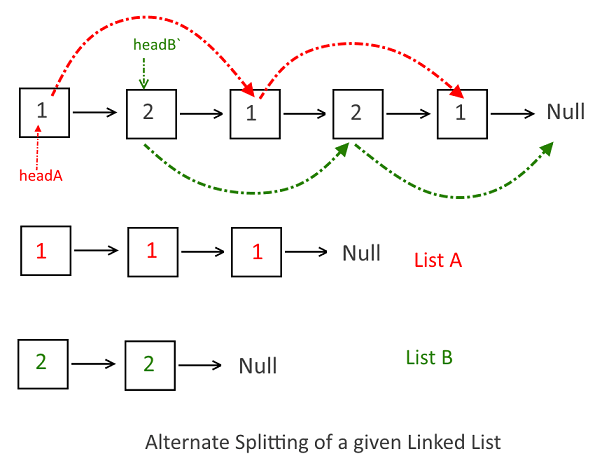 headB`
1 2 1 2 1 Null
headA
1 1 1 Null List A
2 2 Null List B
Alternate Splitting of a given Linked List